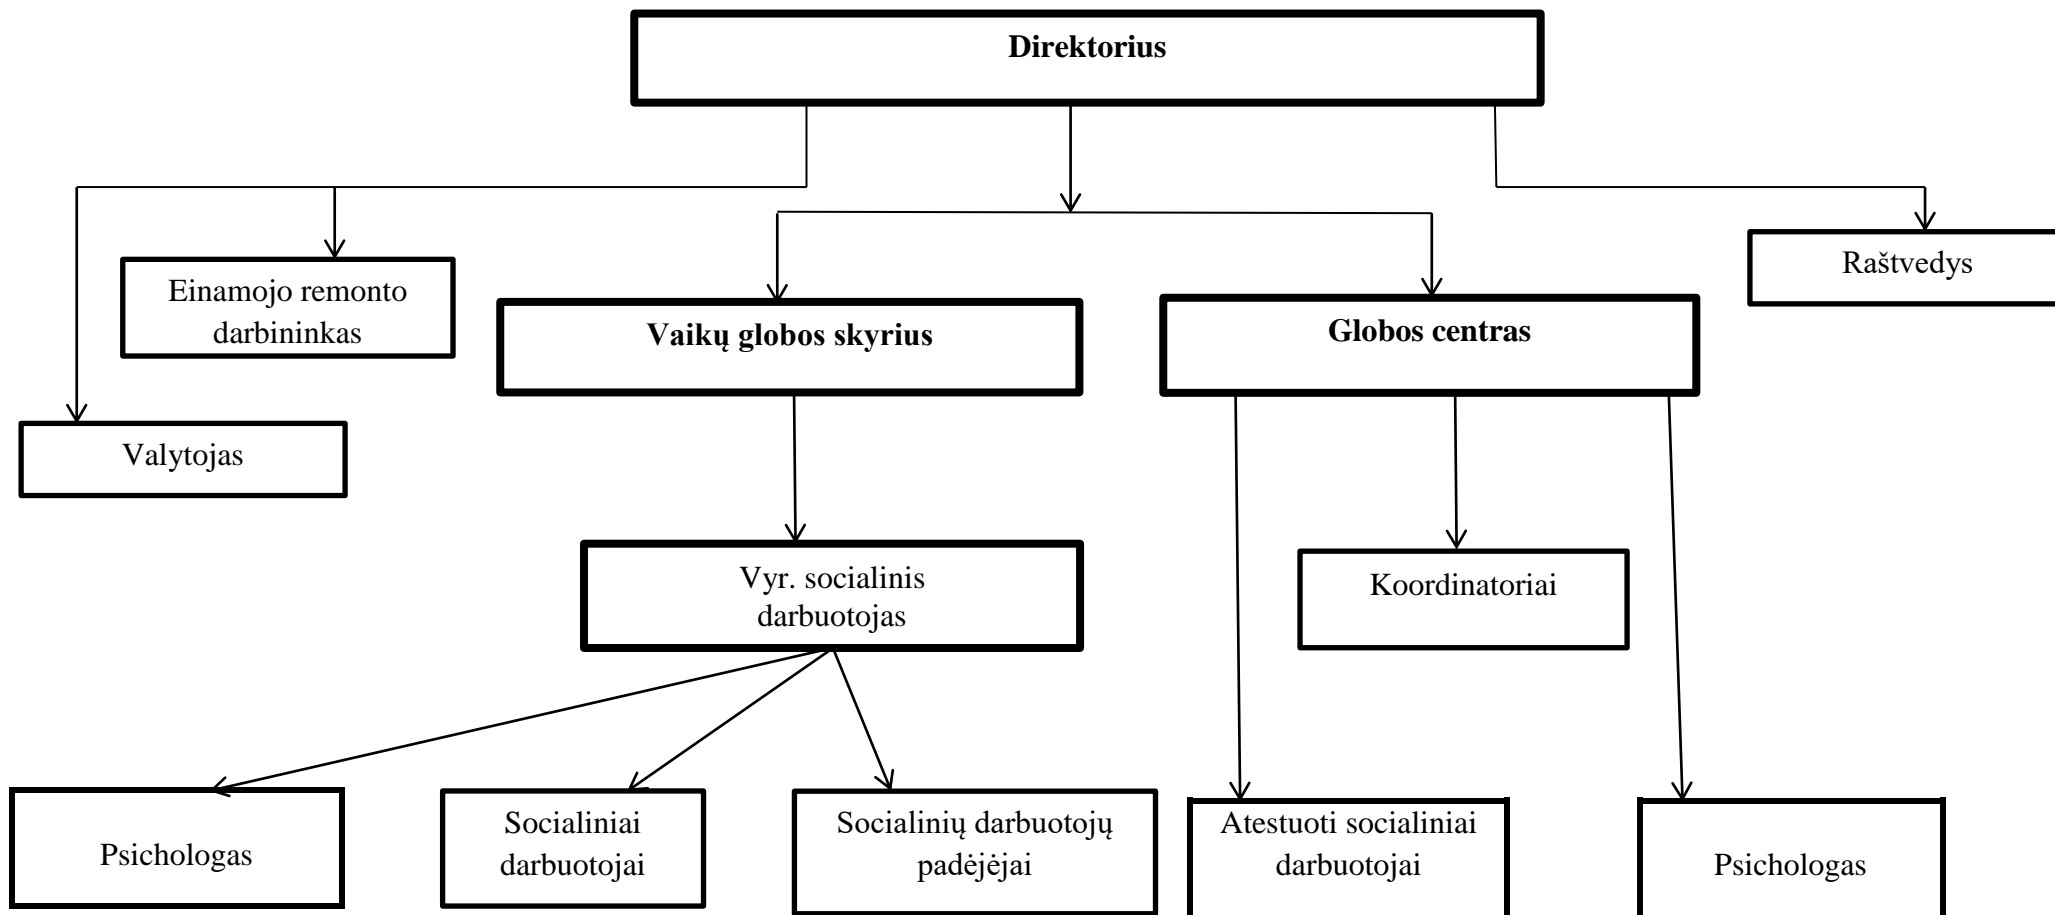 Direktorius
Raštvedys
Einamojo remonto
darbininkas
Vaikų globos skyrius
Globos centras
Valytojas
Vyr. socialinis
darbuotojas
Koordinatoriai
Psichologas
Socialiniai
darbuotojai
Socialinių darbuotojų
padėjėjai
Atestuoti socialiniai
darbuotojai
Psichologas